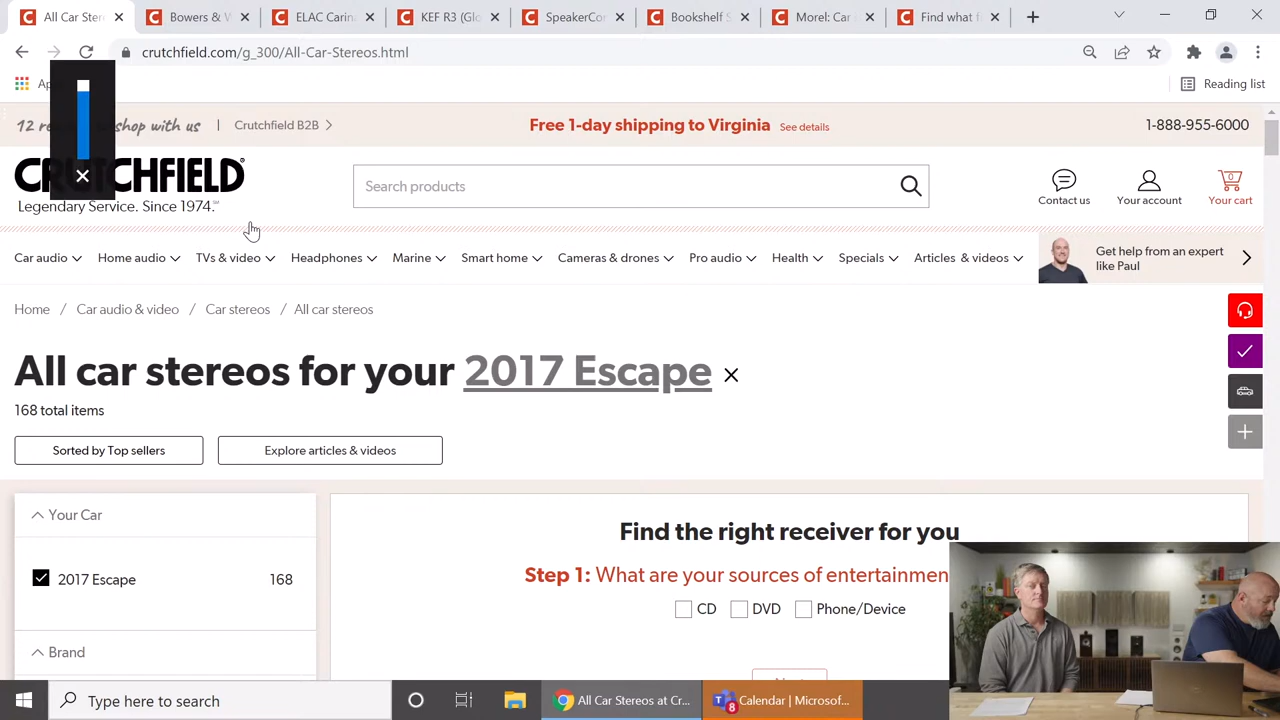 All Car Ster
Bowers & W
ELAC Carina
KEF R3 (Glo
SpeakerCor
Bookshelf S
Morel: Car A
Find what fi
crutchfield.com/g_300/All-Car-Stereos.html
Reading list
shop with us
Crutchfield B2B
Free 1-day shipping to Virginia See details
1-888-955-6000
CRUTCHFIELD
Legendary Service. Since 1974.
Search products
Contact us
Your account
0
Your cart
Car audio
Home audio
TVs & video
Headphones
Marine
Smart home
Cameras & drones
Pro audio
Health
Specials
Articles & videos
Get help from an expert
like Paul
Home / Car audio & video / Car stereos / All car stereos
All car stereos for your 2017 Escape
168 total items
Sorted by Top sellers
Explore articles & videos
Your Car
2017 Escape 168
Brand
Find the right receiver for you
Step 1: What are your sources of entertainmen
CD DVD Phone/Device
Type here to search
All Car Stereos at Cr...
8
Calendar | Microsof...